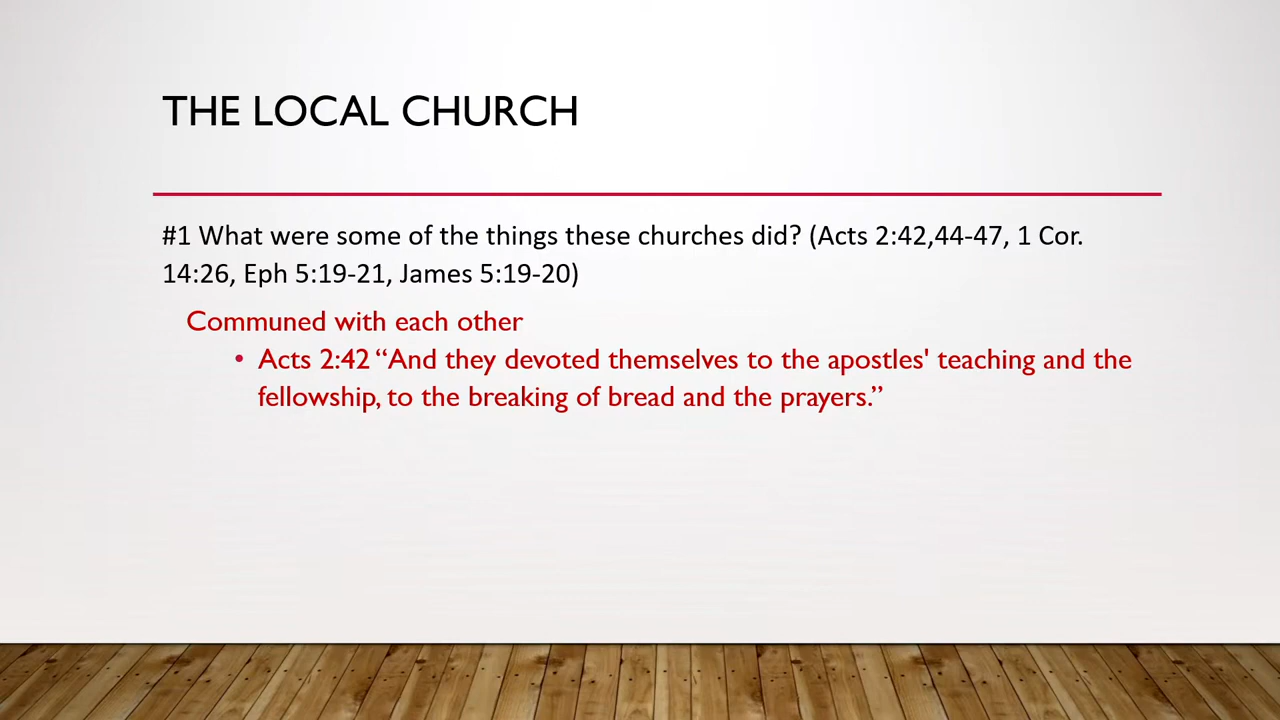 THE LOCAL CHURCH
#1 What were some of the things these churches did? (Acts 2:42,44-47, 1 Cor.
14:26, Eph 5:19-21, James 5:19-20)
Communed with each other
• Acts 2:42 “And they devoted themselves to the apostles' teaching and the
fellowship, to the breaking of bread and the prayers.”